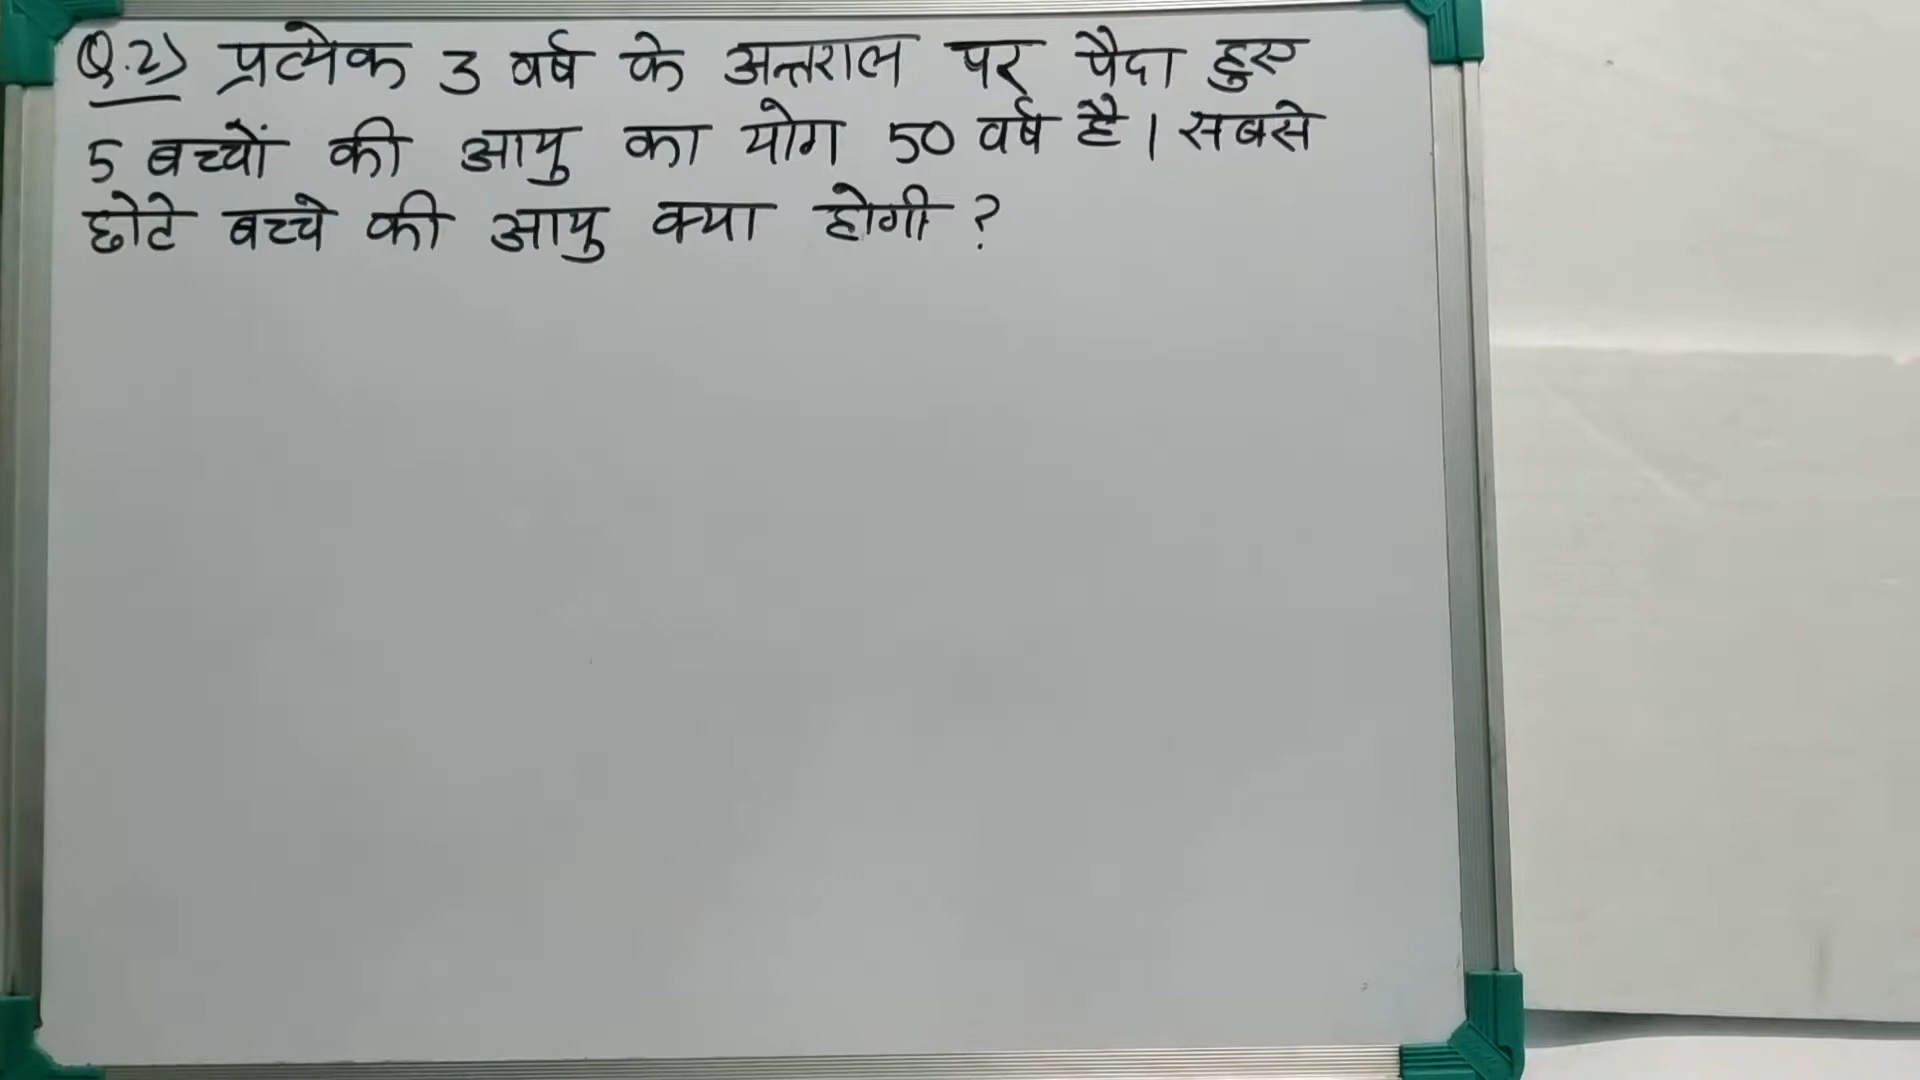 Q.2) प्रत्येक 3 वर्ष के अन्तराल पर पैदा हुए
5 बच्चों की आयु का योग 50 वर्ष है। सबसे
छोटे बच्चे की आयु क्या होगी ?